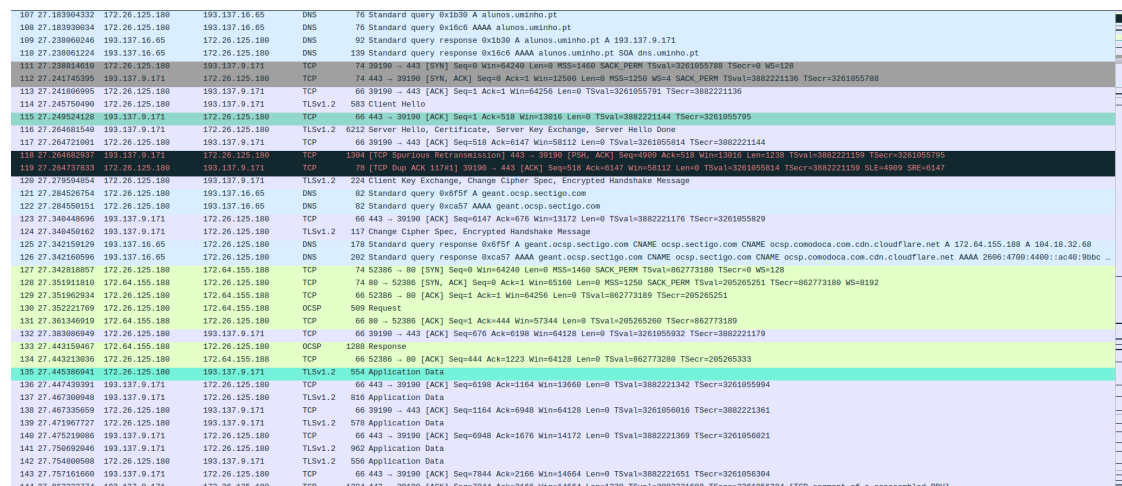 107 27.183904332 172.26.125.180 193.137.16.65 DNS 76 Standard query 0x1b30 A alunos.uminho.pt
108 27.183930034 172.26.125.180 193.137.16.65 DNS 76 Standard query 0x16c6 AAAA alunos.uminho.pt
109 27.238060246 193.137.16.65 172.26.125.180 DNS 92 Standard query response 0x1b30 A alunos.uminho.pt A 193.137.9.171
110 27.238061224 193.137.16.65 172.26.125.180 DNS 139 Standard query response 0x16c6 AAAA alunos.uminho.pt SOA dns.uminho.pt
111 27.238814610 172.26.125.180 193.137.9.171 TCP 74 39190 → 443 [SYN] Seq=0 Win=64240 Len=0 MSS=1460 SACK_PERM TSval=3261055788 TSecr=0 WS=128
112 27.241745395 193.137.9.171 172.26.125.180 TCP 74 443 → 39190 [SYN, ACK] Seq=0 Ack=1 Win=12500 Len=0 MSS=1250 WS=4 SACK_PERM TSval=3882221136 TSecr=3261055788
113 27.241806995 172.26.125.180 193.137.9.171 TCP 66 39190 → 443 [ACK] Seq=1 Ack=1 Win=64256 Len=0 TSval=3261055791 TSecr=3882221136
114 27.245750490 172.26.125.180 193.137.9.171 TLSv1.2 583 Client Hello
115 27.249524128 193.137.9.171 172.26.125.180 TCP 66 443 → 39190 [ACK] Seq=1 Ack=518 Win=13016 Len=0 TSval=3882221144 TSecr=3261055795
116 27.264681540 193.137.9.171 172.26.125.180 TLSv1.2 6212 Server Hello, Certificate, Server Key Exchange, Server Hello Done
117 27.264721001 172.26.125.180 193.137.9.171 TCP 66 39190 → 443 [ACK] Seq=518 Ack=6147 Win=58112 Len=0 TSval=3261055814 TSecr=3882221144
118 27.264682937 193.137.9.171 172.26.125.180 TCP 1304 [TCP Spurious Retransmission] 443 → 39190 [PSH, ACK] Seq=4909 Ack=518 Win=13016 Len=1238 TSval=3882221159 TSecr=3261055795
119 27.264737833 172.26.125.180 193.137.9.171 TCP 78 [TCP Dup ACK 117#1] 39190 → 443 [ACK] Seq=518 Ack=6147 Win=58112 Len=0 TSval=3261055814 TSecr=3882221159 SLE=4909 SRE=6147
120 27.279594854 172.26.125.180 193.137.9.171 TLSv1.2 224 Client Key Exchange, Change Cipher Spec, Encrypted Handshake Message
121 27.284526754 172.26.125.180 193.137.16.65 DNS 82 Standard query 0x6f5f A geant.ocsp.sectigo.com
122 27.284550151 172.26.125.180 193.137.16.65 DNS 82 Standard query 0xca57 AAAA geant.ocsp.sectigo.com
123 27.340448696 193.137.9.171 172.26.125.180 TCP 66 443 → 39190 [ACK] Seq=6147 Ack=676 Win=13172 Len=0 TSval=3882221176 TSecr=3261055829
124 27.340450162 193.137.9.171 172.26.125.180 TLSv1.2 117 Change Cipher Spec, Encrypted Handshake Message
125 27.342159129 193.137.16.65 172.26.125.180 DNS 178 Standard query response 0x6f5f A geant.ocsp.sectigo.com CNAME ocsp.sectigo.com CNAME ocsp.comodoca.com.cdn.cloudflare.net A 172.64.155.188 A 104.18.32.68
126 27.342160596 193.137.16.65 172.26.125.180 DNS 202 Standard query response 0xca57 AAAA geant.ocsp.sectigo.com CNAME ocsp.sectigo.com CNAME ocsp.comodoca.com.cdn.cloudflare.net AAAA 2606:4700:4400::ac40:9bbc …
127 27.342818857 172.26.125.180 172.64.155.188 TCP 74 52386 → 80 [SYN] Seq=0 Win=64240 Len=0 MSS=1460 SACK_PERM TSval=862773180 TSecr=0 WS=128
128 27.351911810 172.64.155.188 172.26.125.180 TCP 74 80 → 52386 [SYN, ACK] Seq=0 Ack=1 Win=65160 Len=0 MSS=1250 SACK_PERM TSval=205265251 TSecr=862773180 WS=8192
129 27.351962934 172.26.125.180 172.64.155.188 TCP 66 52386 → 80 [ACK] Seq=1 Ack=1 Win=64256 Len=0 TSval=862773189 TSecr=205265251
130 27.352221769 172.26.125.180 172.64.155.188 OCSP 509 Request
131 27.361346919 172.64.155.188 172.26.125.180 TCP 66 80 → 52386 [ACK] Seq=1 Ack=444 Win=57344 Len=0 TSval=205265260 TSecr=862773189
132 27.383086949 172.26.125.180 193.137.9.171 TCP 66 39190 → 443 [ACK] Seq=676 Ack=6198 Win=64128 Len=0 TSval=3261055932 TSecr=3882221179
133 27.443159467 172.64.155.188 172.26.125.180 OCSP 1288 Response
134 27.443213036 172.26.125.180 172.64.155.188 TCP 66 52386 → 80 [ACK] Seq=444 Ack=1223 Win=64128 Len=0 TSval=862773280 TSecr=205265333
135 27.445386941 172.26.125.180 193.137.9.171 TLSv1.2 554 Application Data
136 27.447439391 193.137.9.171 172.26.125.180 TCP 66 443 → 39190 [ACK] Seq=6198 Ack=1164 Win=13660 Len=0 TSval=3882221342 TSecr=3261055994
137 27.467300948 193.137.9.171 172.26.125.180 TLSv1.2 816 Application Data
138 27.467335659 172.26.125.180 193.137.9.171 TCP 66 39190 → 443 [ACK] Seq=1164 Ack=6948 Win=64128 Len=0 TSval=3261056016 TSecr=3882221361
139 27.471967727 172.26.125.180 193.137.9.171 TLSv1.2 578 Application Data
140 27.475219086 193.137.9.171 172.26.125.180 TCP 66 443 → 39190 [ACK] Seq=6948 Ack=1676 Win=14172 Len=0 TSval=3882221369 TSecr=3261056021
141 27.750692046 193.137.9.171 172.26.125.180 TLSv1.2 962 Application Data
142 27.754800508 172.26.125.180 193.137.9.171 TLSv1.2 556 Application Data
143 27.757161660 193.137.9.171 172.26.125.180 TCP 66 443 → 39190 [ACK] Seq=7844 Ack=2166 Win=14664 Len=0 TSval=3882221651 TSecr=3261056304